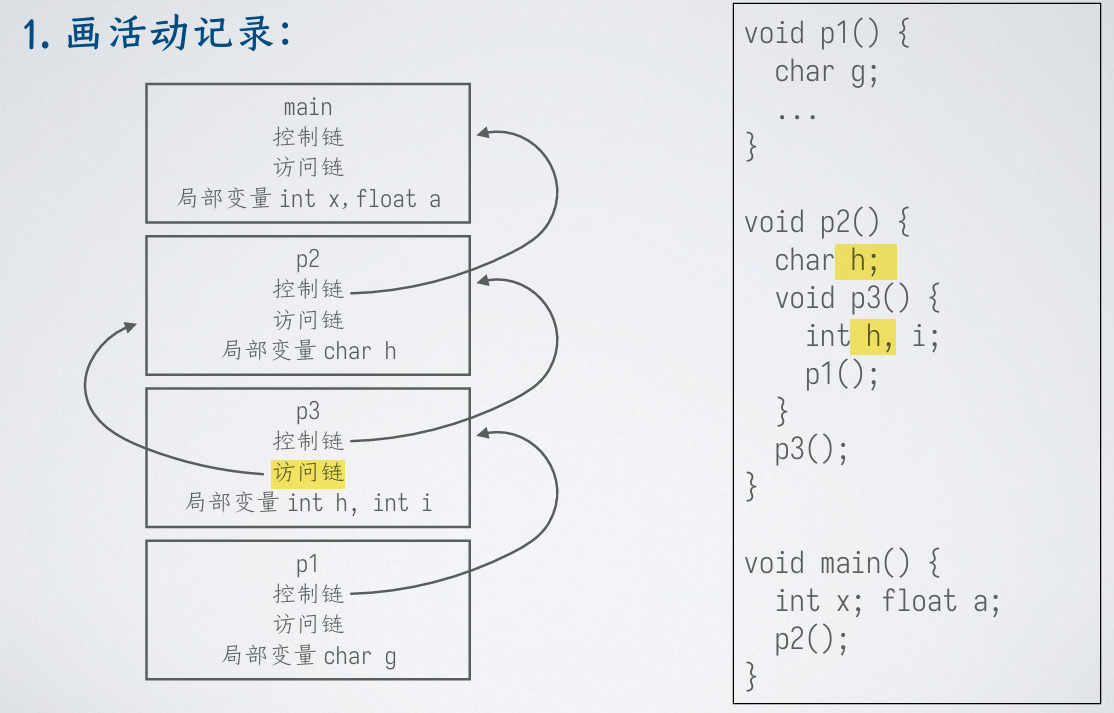 1. 画活动记录：
main
控制链
访问链
局部变量 int x, float a
p2
控制链
访问链
局部变量 char h
p3
控制链
访问链
局部变量 int h, int i
p1
控制链
访问链
局部变量 char g
void p1() {
char g;
...
}
void p2() {
char h;
void p3() {
int h, i;
p1();
}
p3();
}
void main() {
int x; float a;
p2();
}